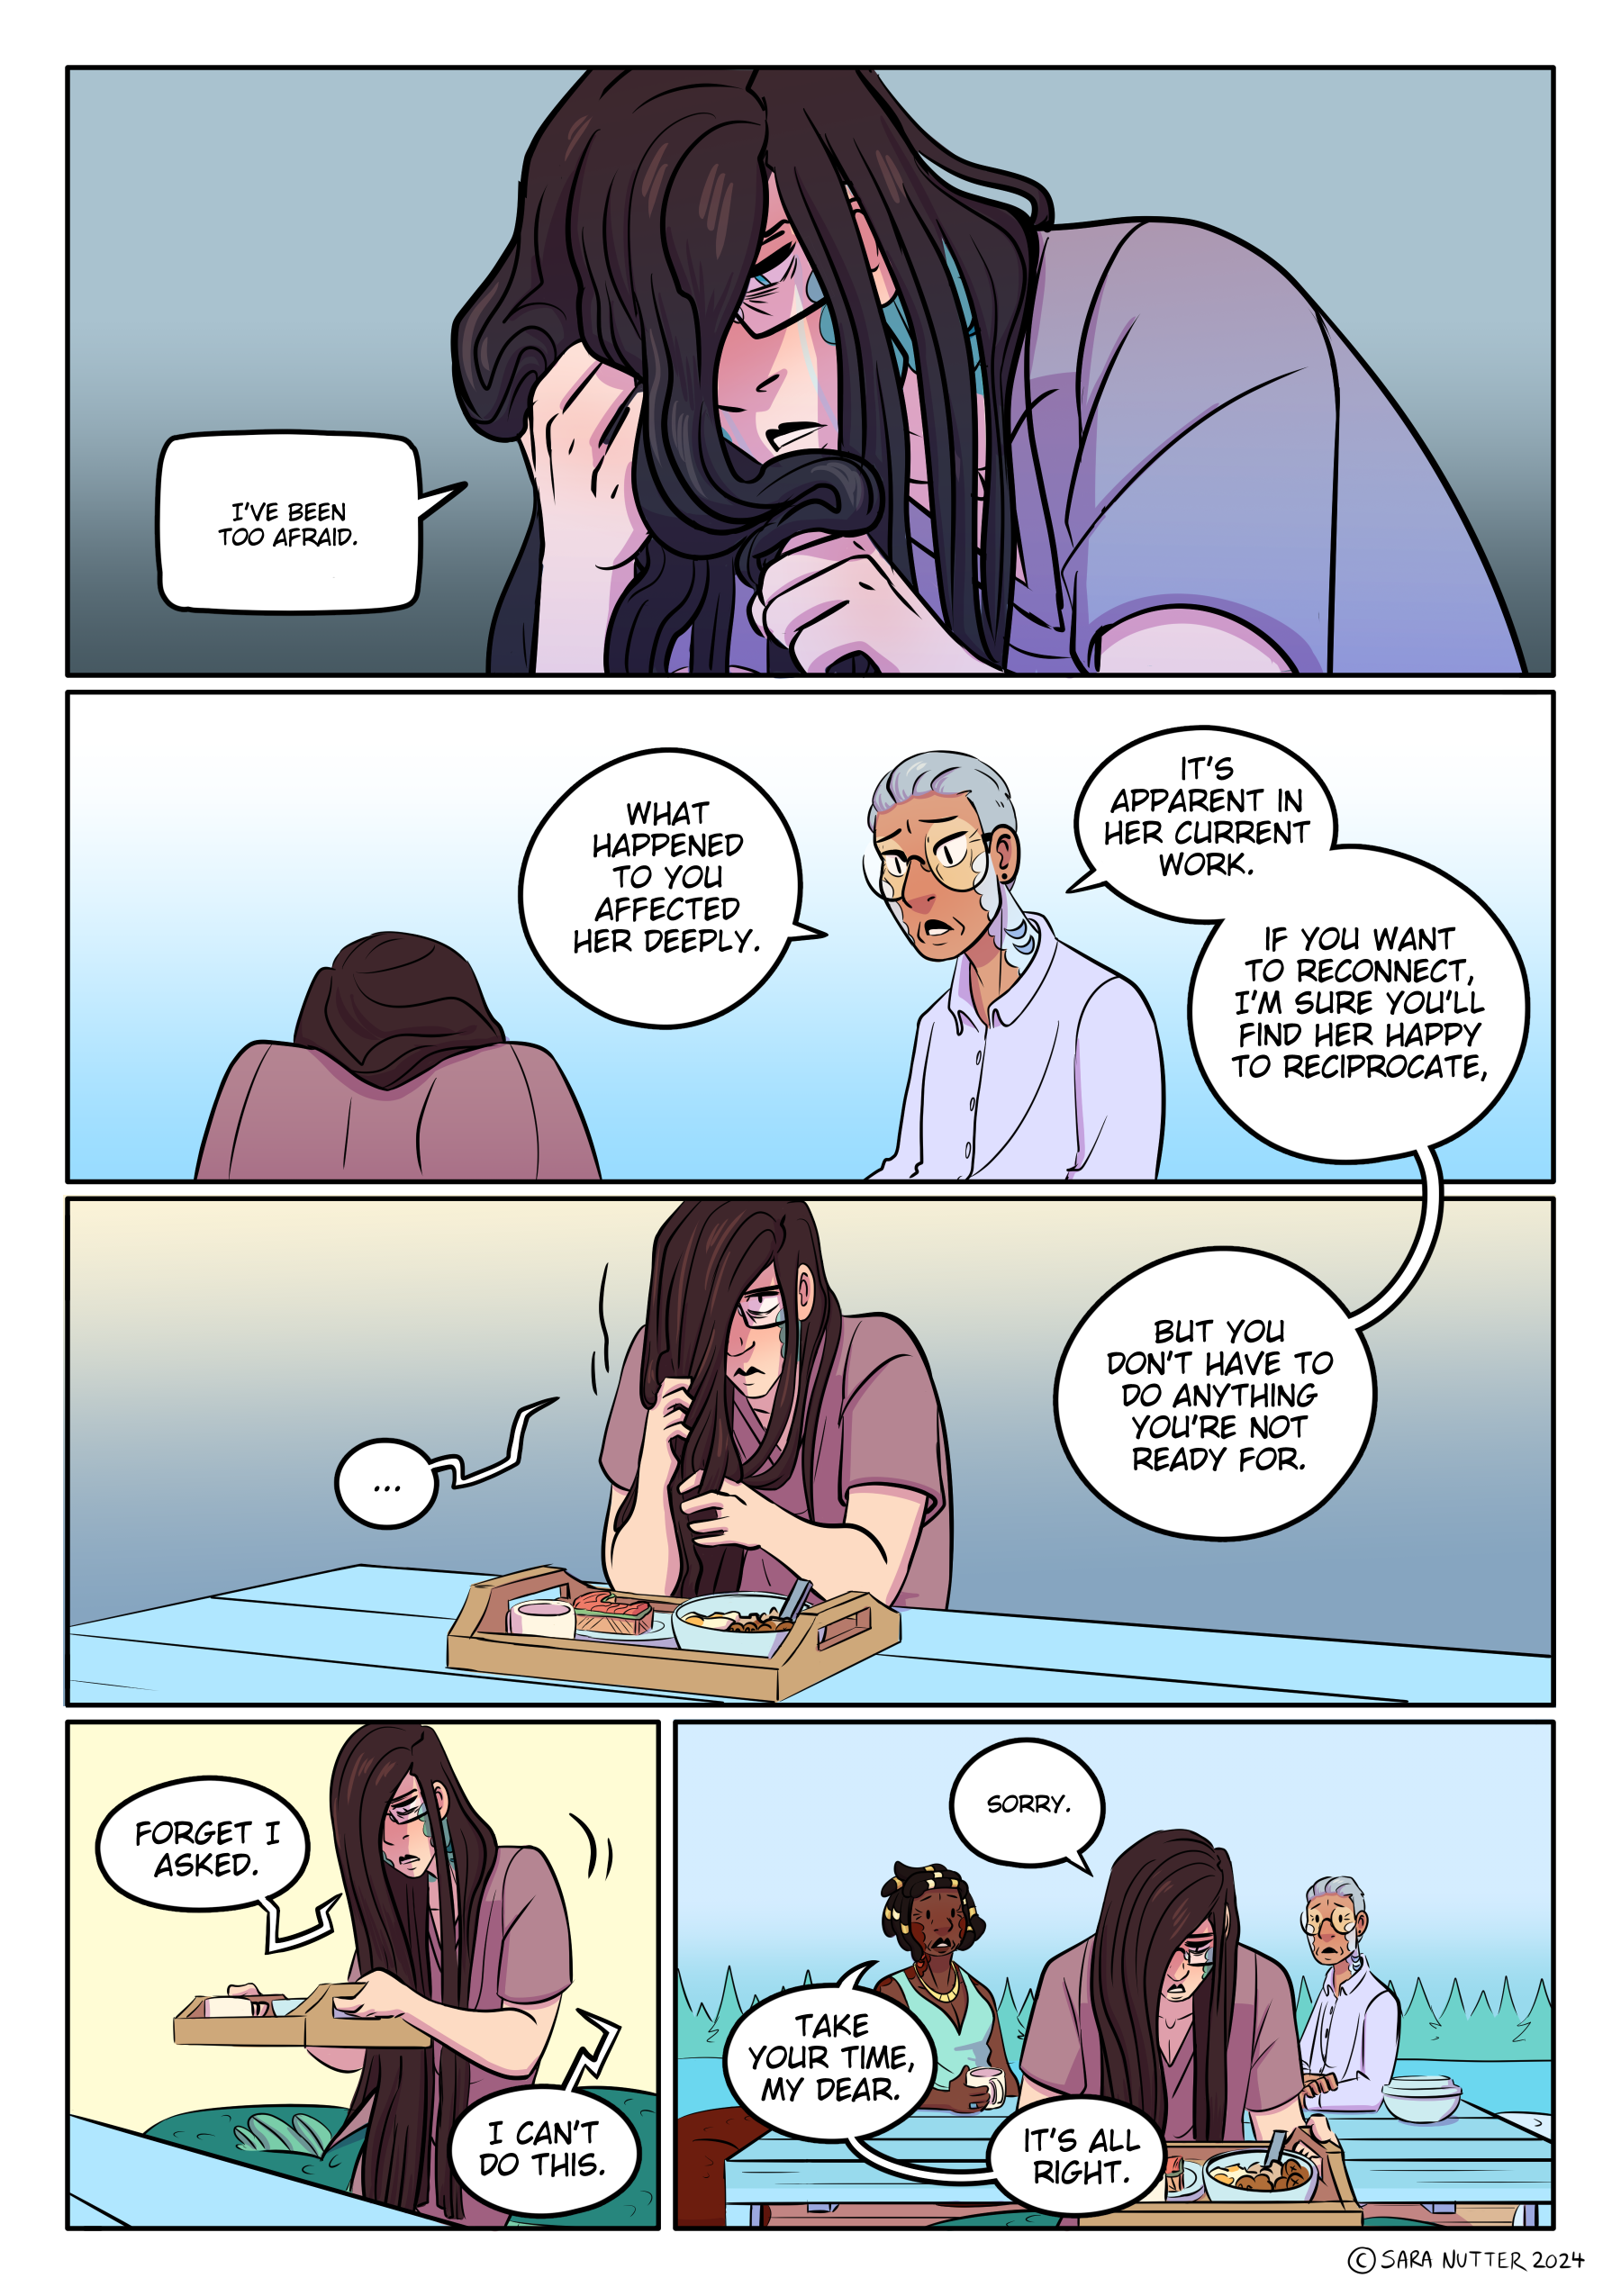 I'VE BEEN
TOO AFRAID.
WHAT
HAPPENED
TO YOU
AFFECTED
HER DEEPLY.
IT'S
APPARENT IN
HER CURRENT
WORK.
IF YOU WANT
TO RECONNECT,
I'M SURE YOU'LL
FIND HER HAPPY
TO RECIPROCATE,
BUT YOU
DON'T HAVE TO
DO ANYTHING
YOU'RE NOT
READY FOR.
...
FORGET I
ASKED.
I CAN'T
DO THIS.
SORRY.
TAKE
YOUR TIME,
MY DEAR.
IT'S ALL
RIGHT.
© SARA NUTTER 2024